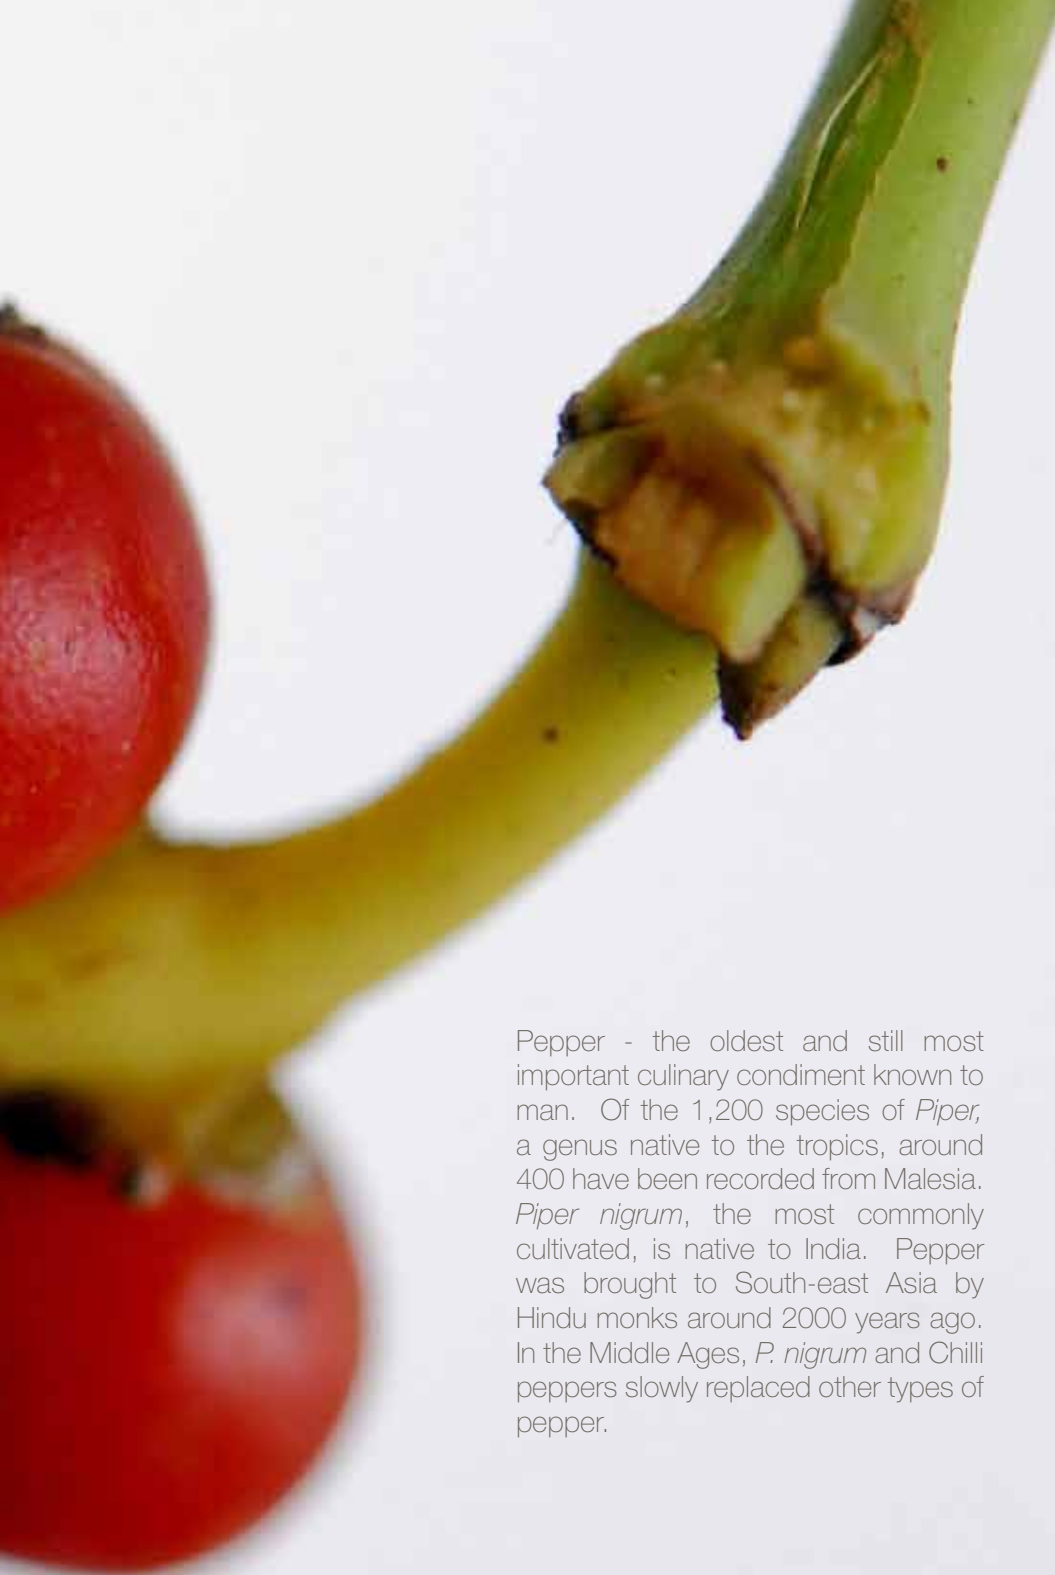 Pepper - the oldest and still most
important culinary condiment known to
man. Of the 1,200 species of Piper,
a genus native to the tropics, around
400 have been recorded from Malesia.
Piper nigrum, the most commonly
cultivated, is native to India. Pepper
was brought to South-east Asia by
Hindu monks around 2000 years ago.
In the Middle Ages, P. nigrum and Chilli
peppers slowly replaced other types of
pepper.